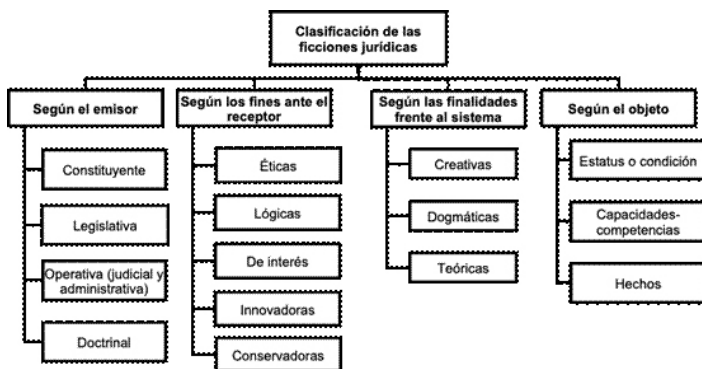 Clasificación de las
ficciones jurídicas
Según el emisor
Constituyente
Legislativa
Operativa (judicial y
administrativa)
Doctrinal
Según los fines ante el
receptor
Éticas
Lógicas
De interés
Innovadoras
Conservadoras
Según las finalidades
frente al sistema
Creativas
Dogmáticas
Teóricas
Según el objeto
Estatus o condición
Capacidades-
competencias
Hechos